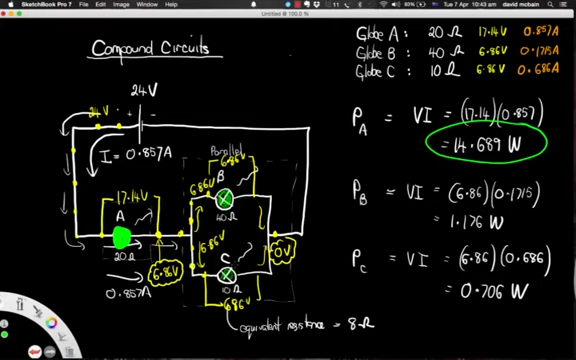 SketchBook Pro 7 File Edit Image Window Help
80% Tue 7 Apr 10:43 am david mcbain
Untitled @ 100.0 %
Compound Circuits
Globe A : 20 Ω 17.14V 0.857A
Globe B : 40 Ω 6.86V 0.1715A
Globe C : 10 Ω 6.86V 0.686A
24V
24V
+ -
I = 0.857A
Parallel
6.86V
B
6.86V
40Ω
17.14V
A
20Ω
6.86V
0V
C
10Ω
6.86V
6.86V
0.857A
equivalent resistance = 8Ω
P_A = VI = (17.14)(0.857)
= 14.689 W
P_B = VI = (6.86)(0.1715)
= 1.176 W
P_C = VI = (6.86)(0.686)
= 0.706 W